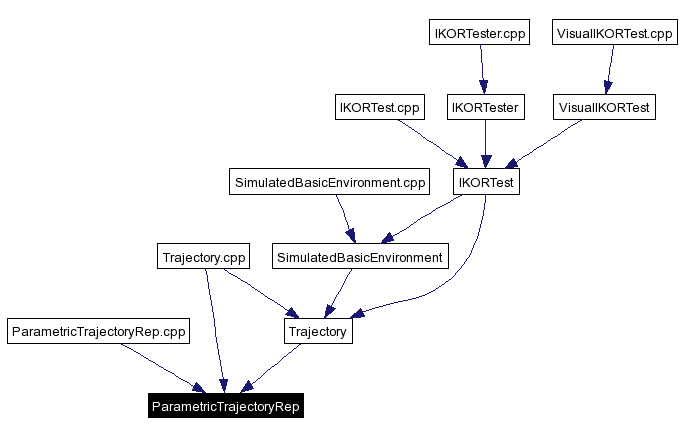 IKORTester.cpp
VisualIKORTest.cpp
IKORTest.cpp
IKORTester
VisualIKORTest
SimulatedBasicEnvironment.cpp
IKORTest
Trajectory.cpp
SimulatedBasicEnvironment
ParametricTrajectoryRep.cpp
Trajectory
ParametricTrajectoryRep